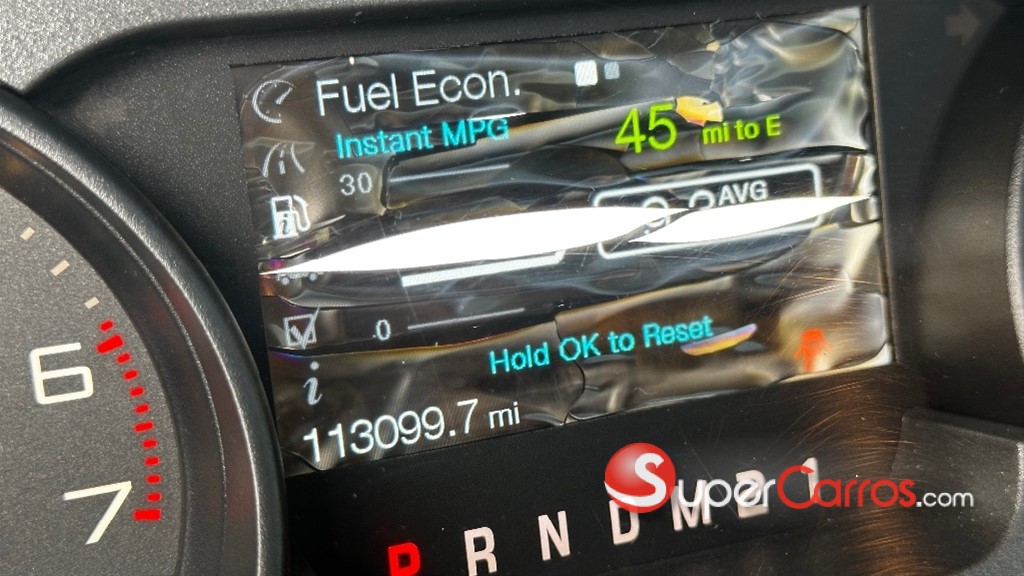 Fuel Econ.
Instant MPG
45 mi to E
30
AVG
0
Hold OK to Reset
i
113099.7 mi
6
7
P R N D M 2 1
SuperCarros.com